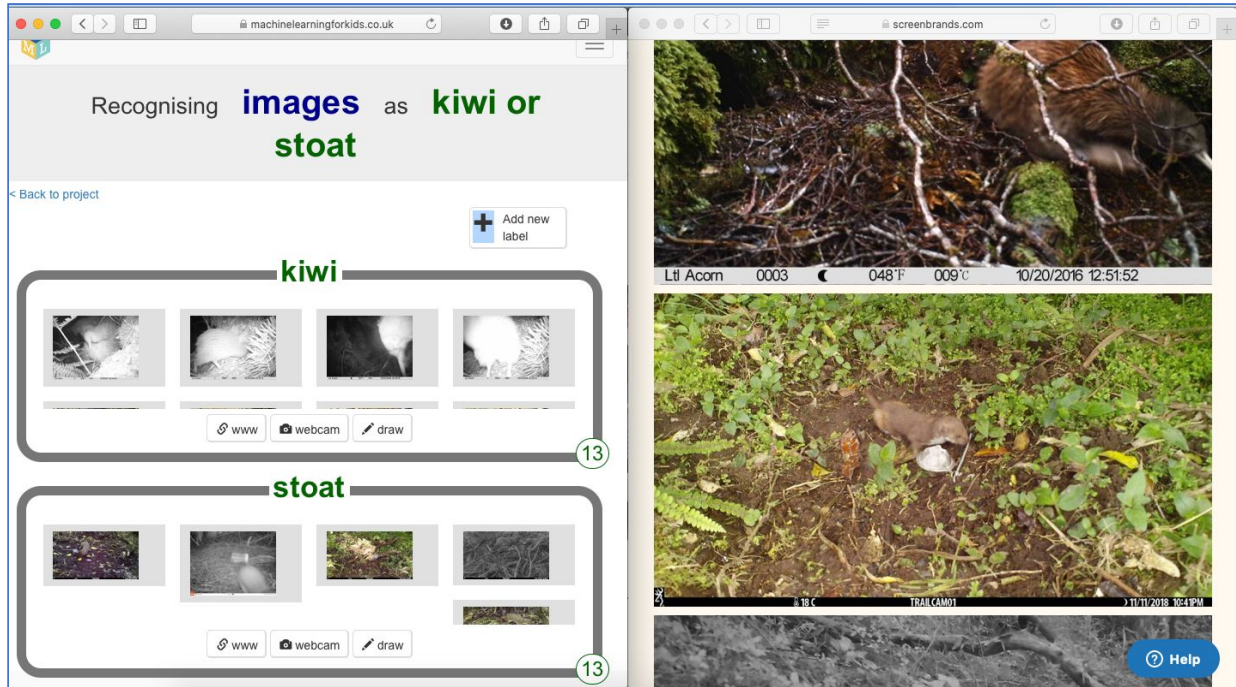 machinelearningforkids.co.uk
screenbrands.com
ML
Recognising images as kiwi or
stoat
< Back to project
Add new
label
kiwi
www
webcam
draw
13
stoat
www
webcam
draw
13
Ltl Acorn 0003 048°F 009°C 10/20/2016 12:51:52
18 C TRAILCAM01 11/11/2018 10:41PM
Help